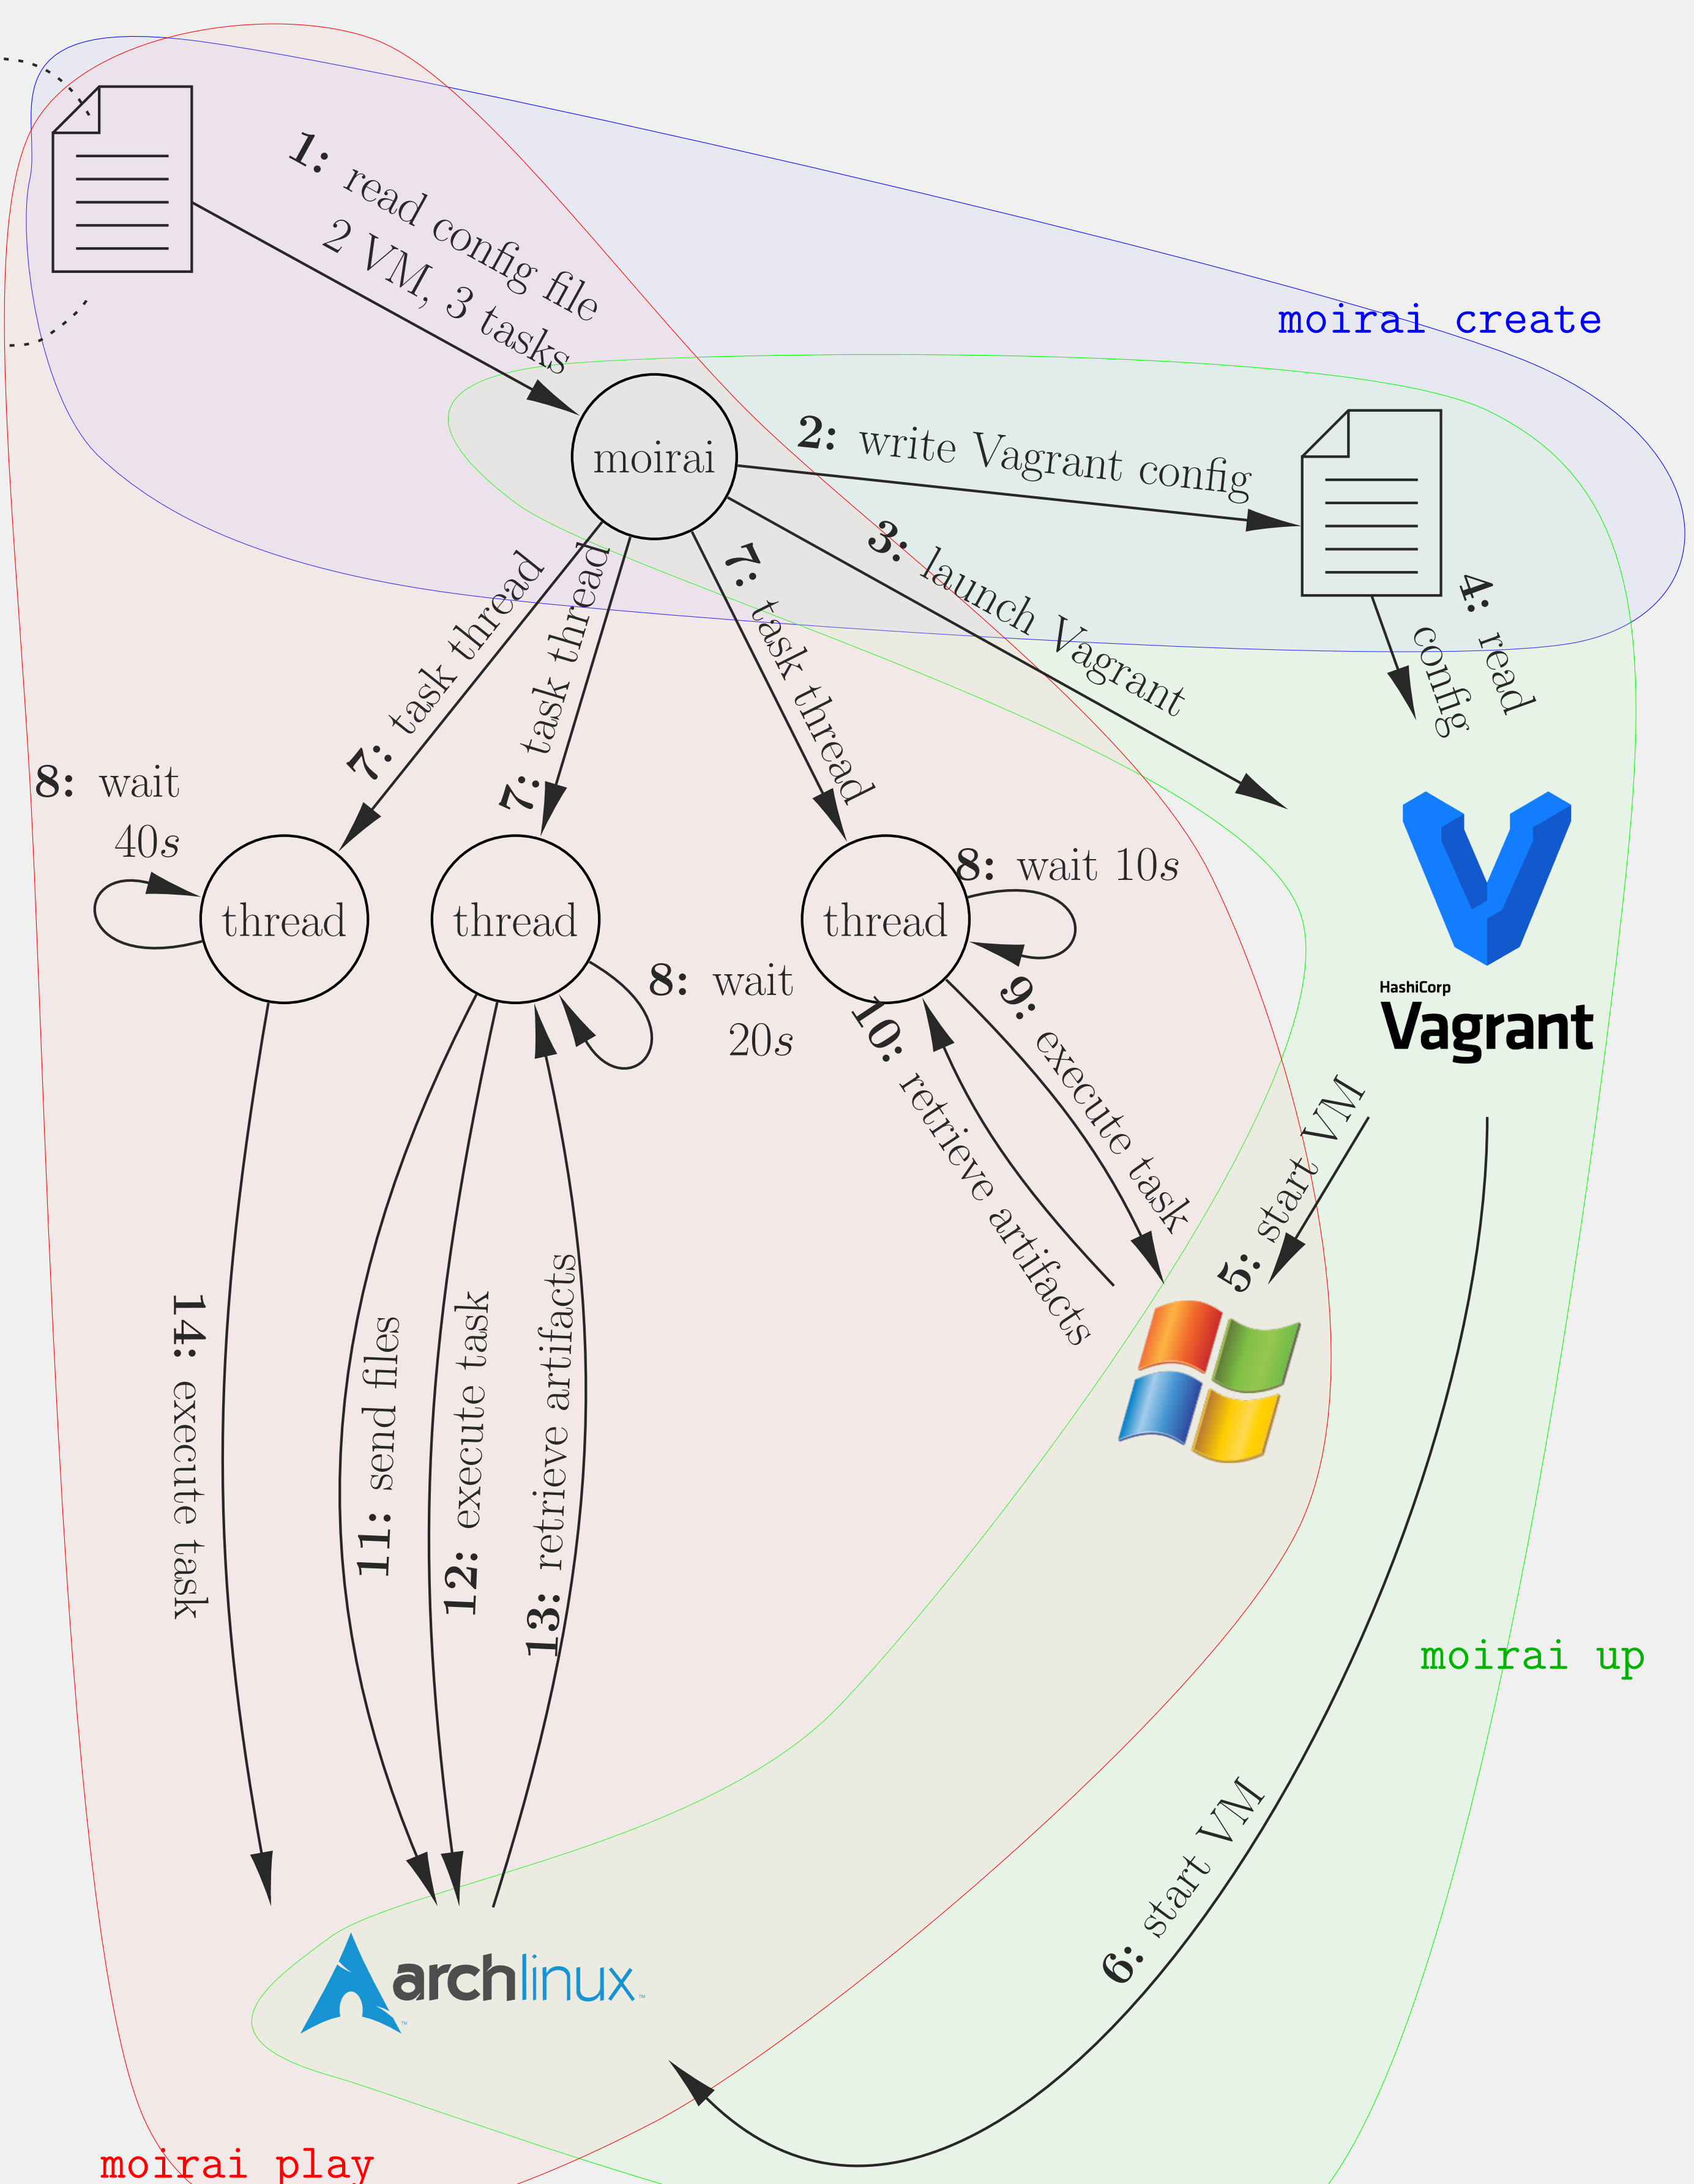 1: read config file
2 VM, 3 tasks
moirai create
moirai
2: write Vagrant config
3: launch Vagrant
4: read
config
7: task thread
7: task thread
7: task thread
8: wait
40s
thread
thread
8: wait
20s
thread
8: wait 10s
HashiCorp
Vagrant
9: execute task
10: retrieve artifacts
5: start VM
14: execute task
11: send files
12: execute task
13: retrieve artifacts
moirai up
6: start VM
archlinux™
moirai play